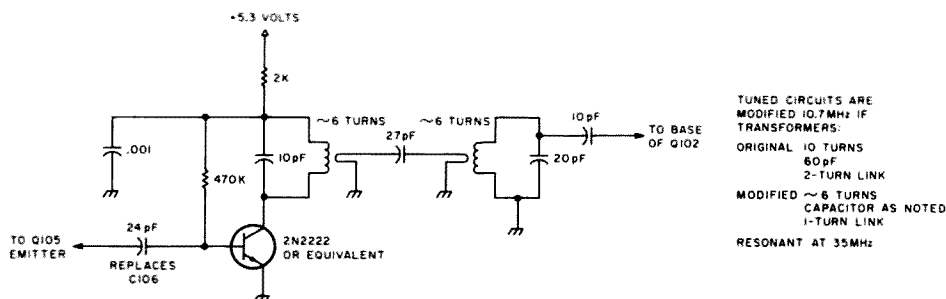 +5.3 VOLTS
2K
~6 TURNS
27pF
~6 TURNS
10pF
TO BASE
OF Q102
.001
10pF
20pF
470K
24pF
TO Q105
EMITTER
REPLACES
C106
2N2222
OR EQUIVALENT
TUNED CIRCUITS ARE
MODIFIED 10.7MHz IF
TRANSFORMERS:
ORIGINAL 10 TURNS
60pF
2-TURN LINK
MODIFIED ~6 TURNS
CAPACITOR AS NOTED
1-TURN LINK
RESONANT AT 35MHz